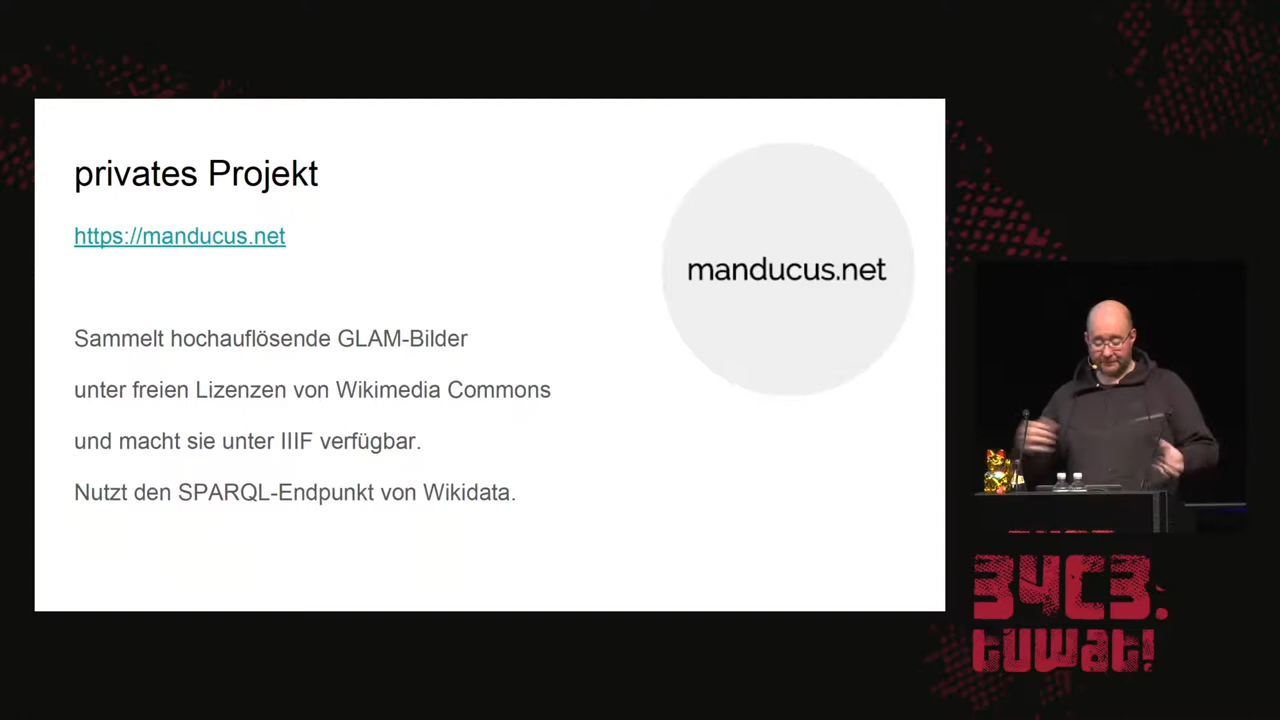 privates Projekt
https://manducus.net
manducus.net
Sammelt hochauflösende GLAM-Bilder
unter freien Lizenzen von Wikimedia Commons
und macht sie unter IIIF verfügbar.
Nutzt den SPARQL-Endpunkt von Wikidata.
34C3.
tuwat!